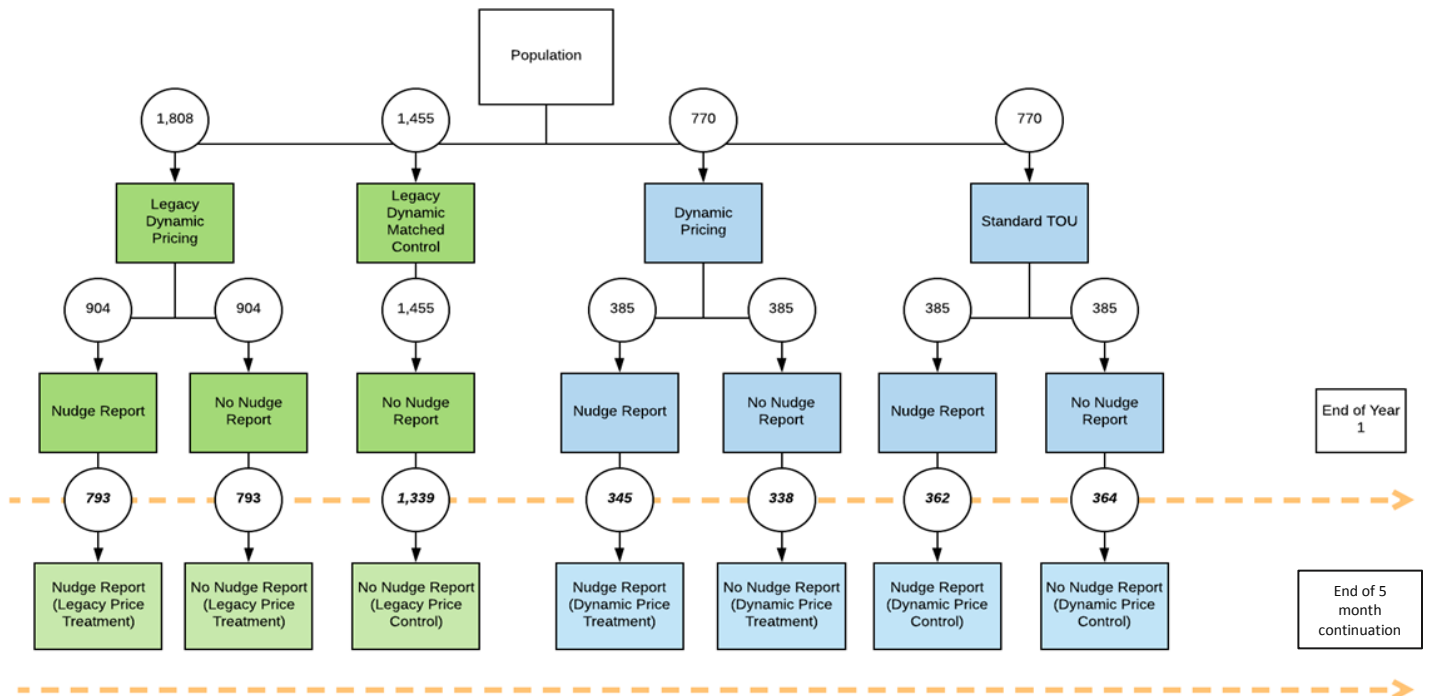 Population
1,808
1,455
770
770
Legacy
Dynamic
Pricing
Legacy
Dynamic
Matched
Control
Dynamic
Pricing
Standard TOU
904
904
1,455
385
385
385
385
Nudge Report
No Nudge
Report
No Nudge
Report
Nudge Report
No Nudge
Report
Nudge Report
No Nudge
Report
End of Year
1
793
793
1,339
345
338
362
364
Nudge Report
(Legacy Price
Treatment)
No Nudge Report
(Legacy Price
Treatment)
No Nudge Report
(Legacy Price
Control)
Nudge Report
(Dynamic Price
Treatment)
No Nudge Report
(Dynamic Price
Treatment)
Nudge Report
(Dynamic Price
Control)
No Nudge Report
(Dynamic Price
Control)
End of 5
month
continuation